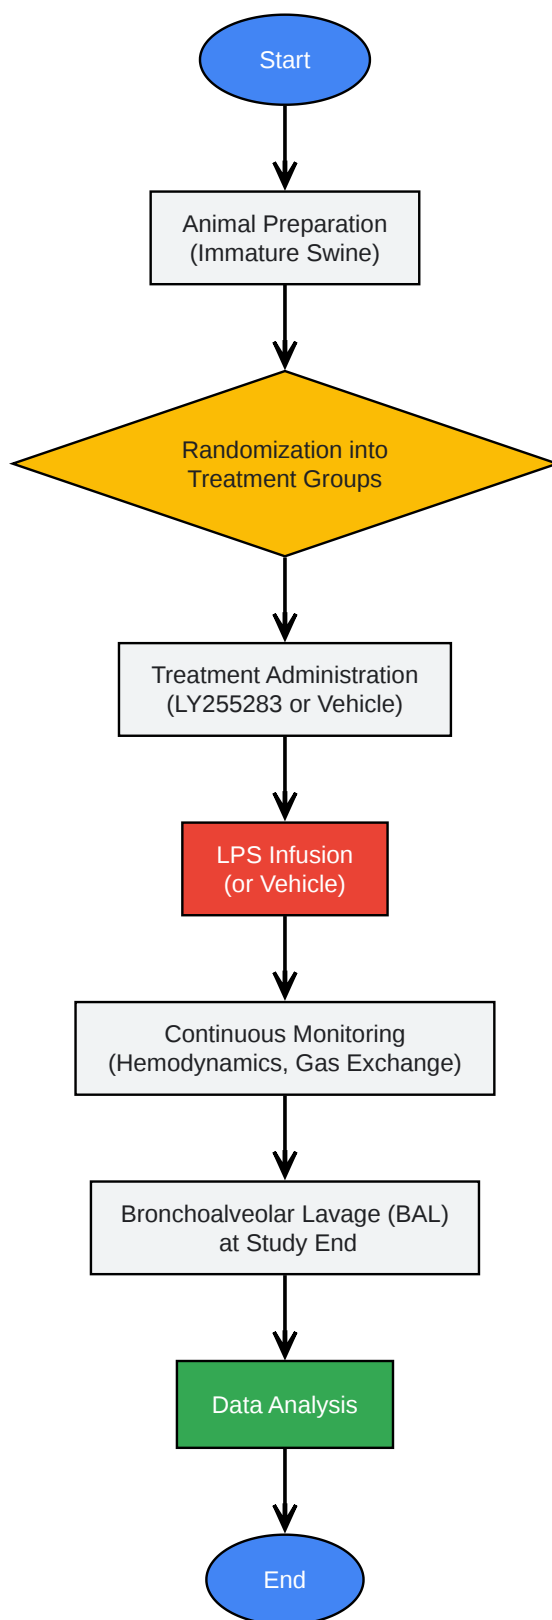 Start
Animal Preparation
(Immature Swine)
Randomization into
Treatment Groups
Treatment Administration
(LY255283 or Vehicle)
LPS Infusion
(or Vehicle)
Continuous Monitoring
(Hemodynamics, Gas Exchange)
Bronchoalveolar Lavage (BAL)
at Study End
Data Analysis
End